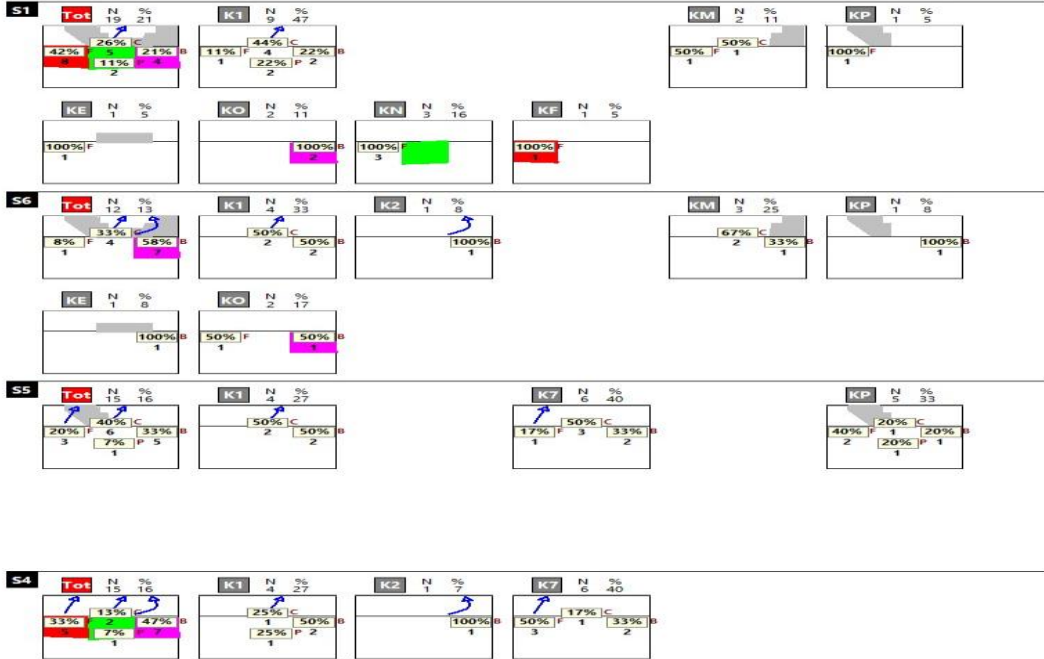 S1 Tot N % K1 N % KM N % KP N %
19 21 9 47 2 11 1 5
26% C 44% C 50% C
42% F 5 21% B 11% F 4 22% B 50% F 1 100% F
8 11% P 4 1 22% P 2 1 1
2 2
KE N % KO N % KN N % KF N %
1 5 2 11 3 16 1 5
100% F 100% B 100% F 100% F
1 2 3 1
S6 Tot N % K1 N % K2 N % KM N % KP N %
12 13 4 33 1 8 3 25 1 8
33% C 50% C 67% C
8% F 4 58% B 2 50% B 100% B 2 33% B 100% B
1 7 2 1 1 1
KE N % KO N %
1 8 2 17
100% B 50% F 50% B
1 1 1
S5 Tot N % K1 N % K7 N % KP N %
15 16 4 27 6 40 5 33
40% C 50% C 50% C 20% C
20% F 6 33% B 2 50% B 17% F 3 33% B 40% F 1 20% B
3 7% P 5 2 1 2 2 20% P 1
1 1
S4 Tot N % K1 N % K2 N % K7 N %
15 16 4 27 1 7 6 40
13% C 25% C 17% C
33% F 2 47% B 1 50% B 100% B 50% F 1 33% B
5 7% P 7 25% P 2 1 3 2
1 1